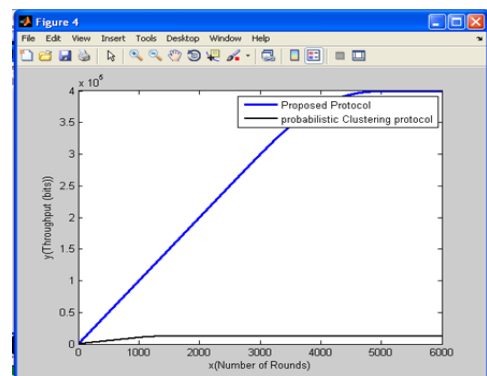 Figure 4
File Edit View Insert Tools Desktop Window Help
× 10
4
3.5
3
2.5
2
1.5
1
0.5
0
y(Throughput (bits))
Proposed Protocol
probabilistic Clustering protocol
0 1000 2000 3000 4000 5000 6000
x(Number of Rounds)